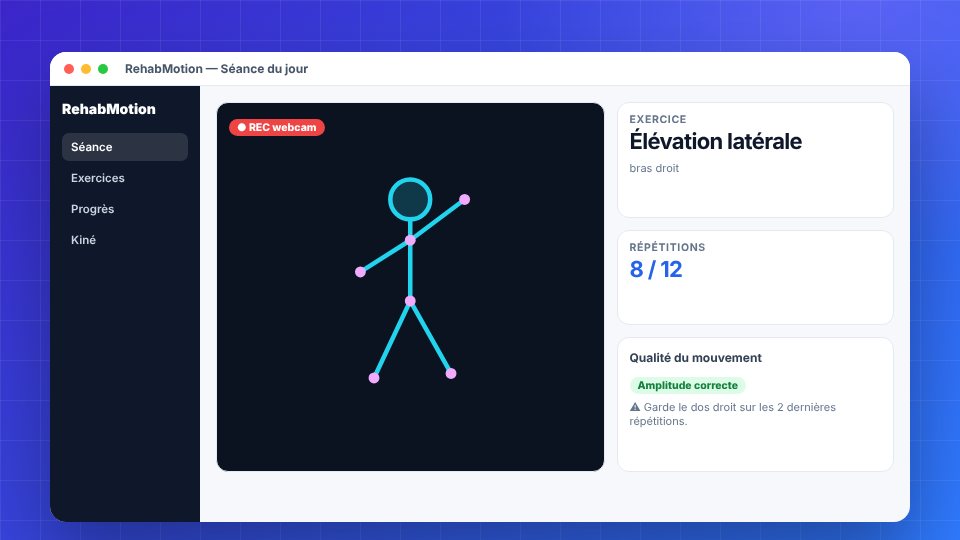 RehabMotion — Séance du jour
RehabMotion
Séance
Exercices
Progrès
Kiné
REC webcam
EXERCICE
Élévation latérale
bras droit
RÉPÉTITIONS
8 / 12
Qualité du mouvement
Amplitude correcte
⚠ Garde le dos droit sur les 2 dernières
répétitions.